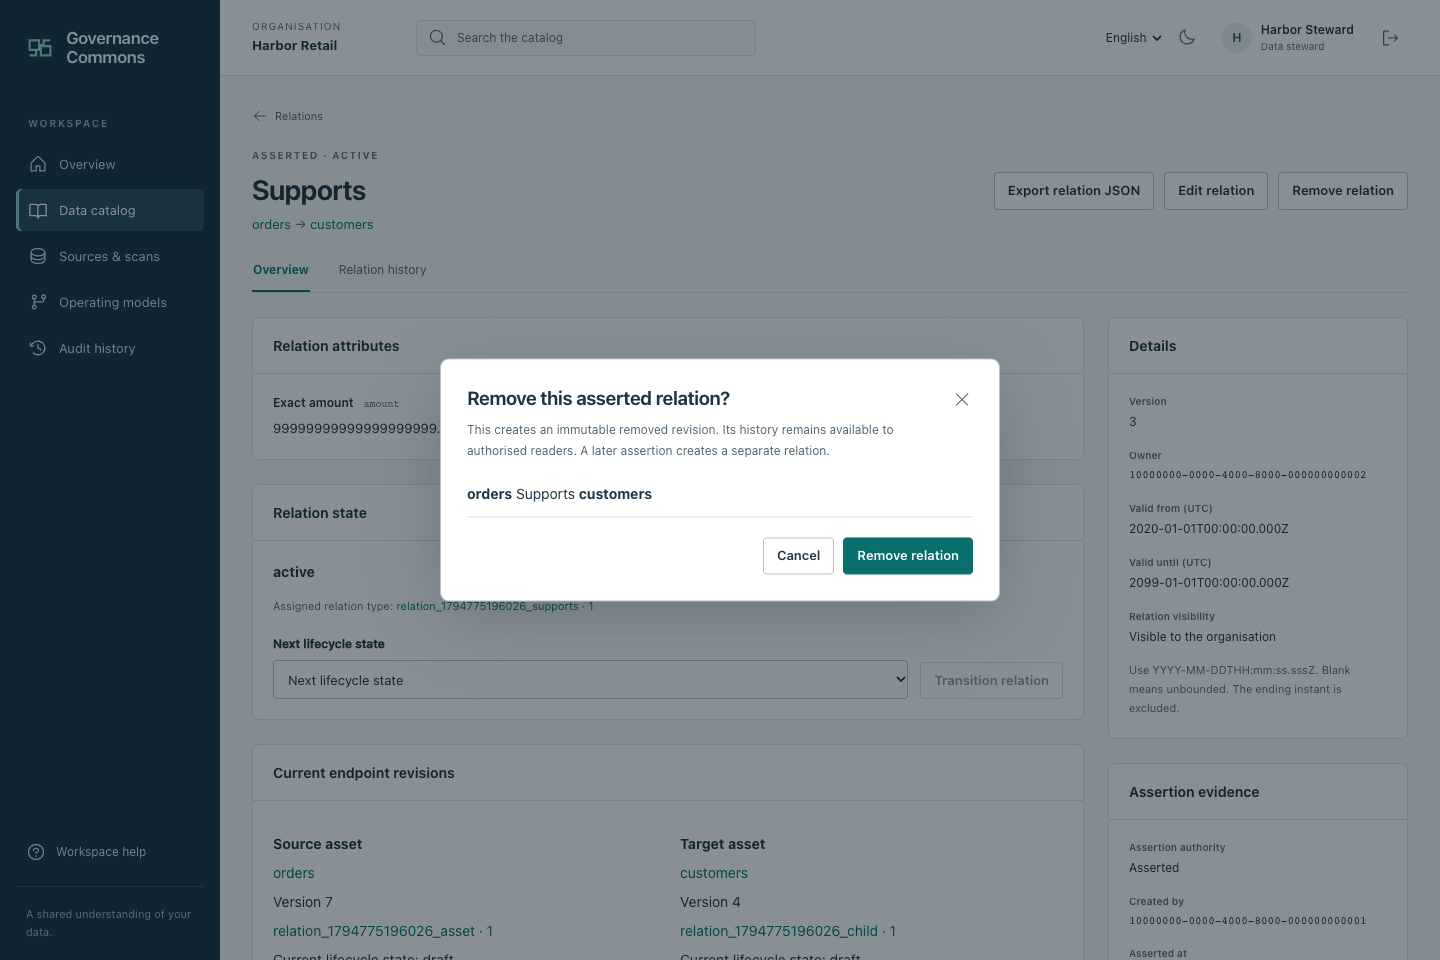 Governance
Commons
WORKSPACE
Overview
Data catalog
Sources & scans
Operating models
Audit history
Workspace help
A shared understanding of your
data.
ORGANISATION
Harbor Retail
Search the catalog
English
H
Harbor Steward
Data steward
← Relations
ASSERTED · ACTIVE
Supports
orders → customers
Export relation JSON
Edit relation
Remove relation
Overview
Relation history
Relation attributes
Exact amount amount
99999999999999999999.
Remove this asserted relation?
This creates an immutable removed revision. Its history remains available to
authorised readers. A later assertion creates a separate relation.
orders Supports customers
Cancel
Remove relation
Relation state
active
Assigned relation type: relation_1794775196026_supports · 1
Next lifecycle state
Next lifecycle state
Transition relation
Current endpoint revisions
Source asset
orders
Version 7
relation_1794775196026_asset · 1
Current lifecycle state: draft
Target asset
customers
Version 4
relation_1794775196026_child · 1
Current lifecycle state: draft
Details
Version
3
Owner
10000000-0000-4000-8000-000000000002
Valid from (UTC)
2020-01-01T00:00:00.000Z
Valid until (UTC)
2099-01-01T00:00:00.000Z
Relation visibility
Visible to the organisation
Use YYYY-MM-DDTHH:mm:ss.sssZ. Blank
means unbounded. The ending instant is
excluded.
Assertion evidence
Assertion authority
Asserted
Created by
10000000-0000-4000-8000-000000000001
Asserted at